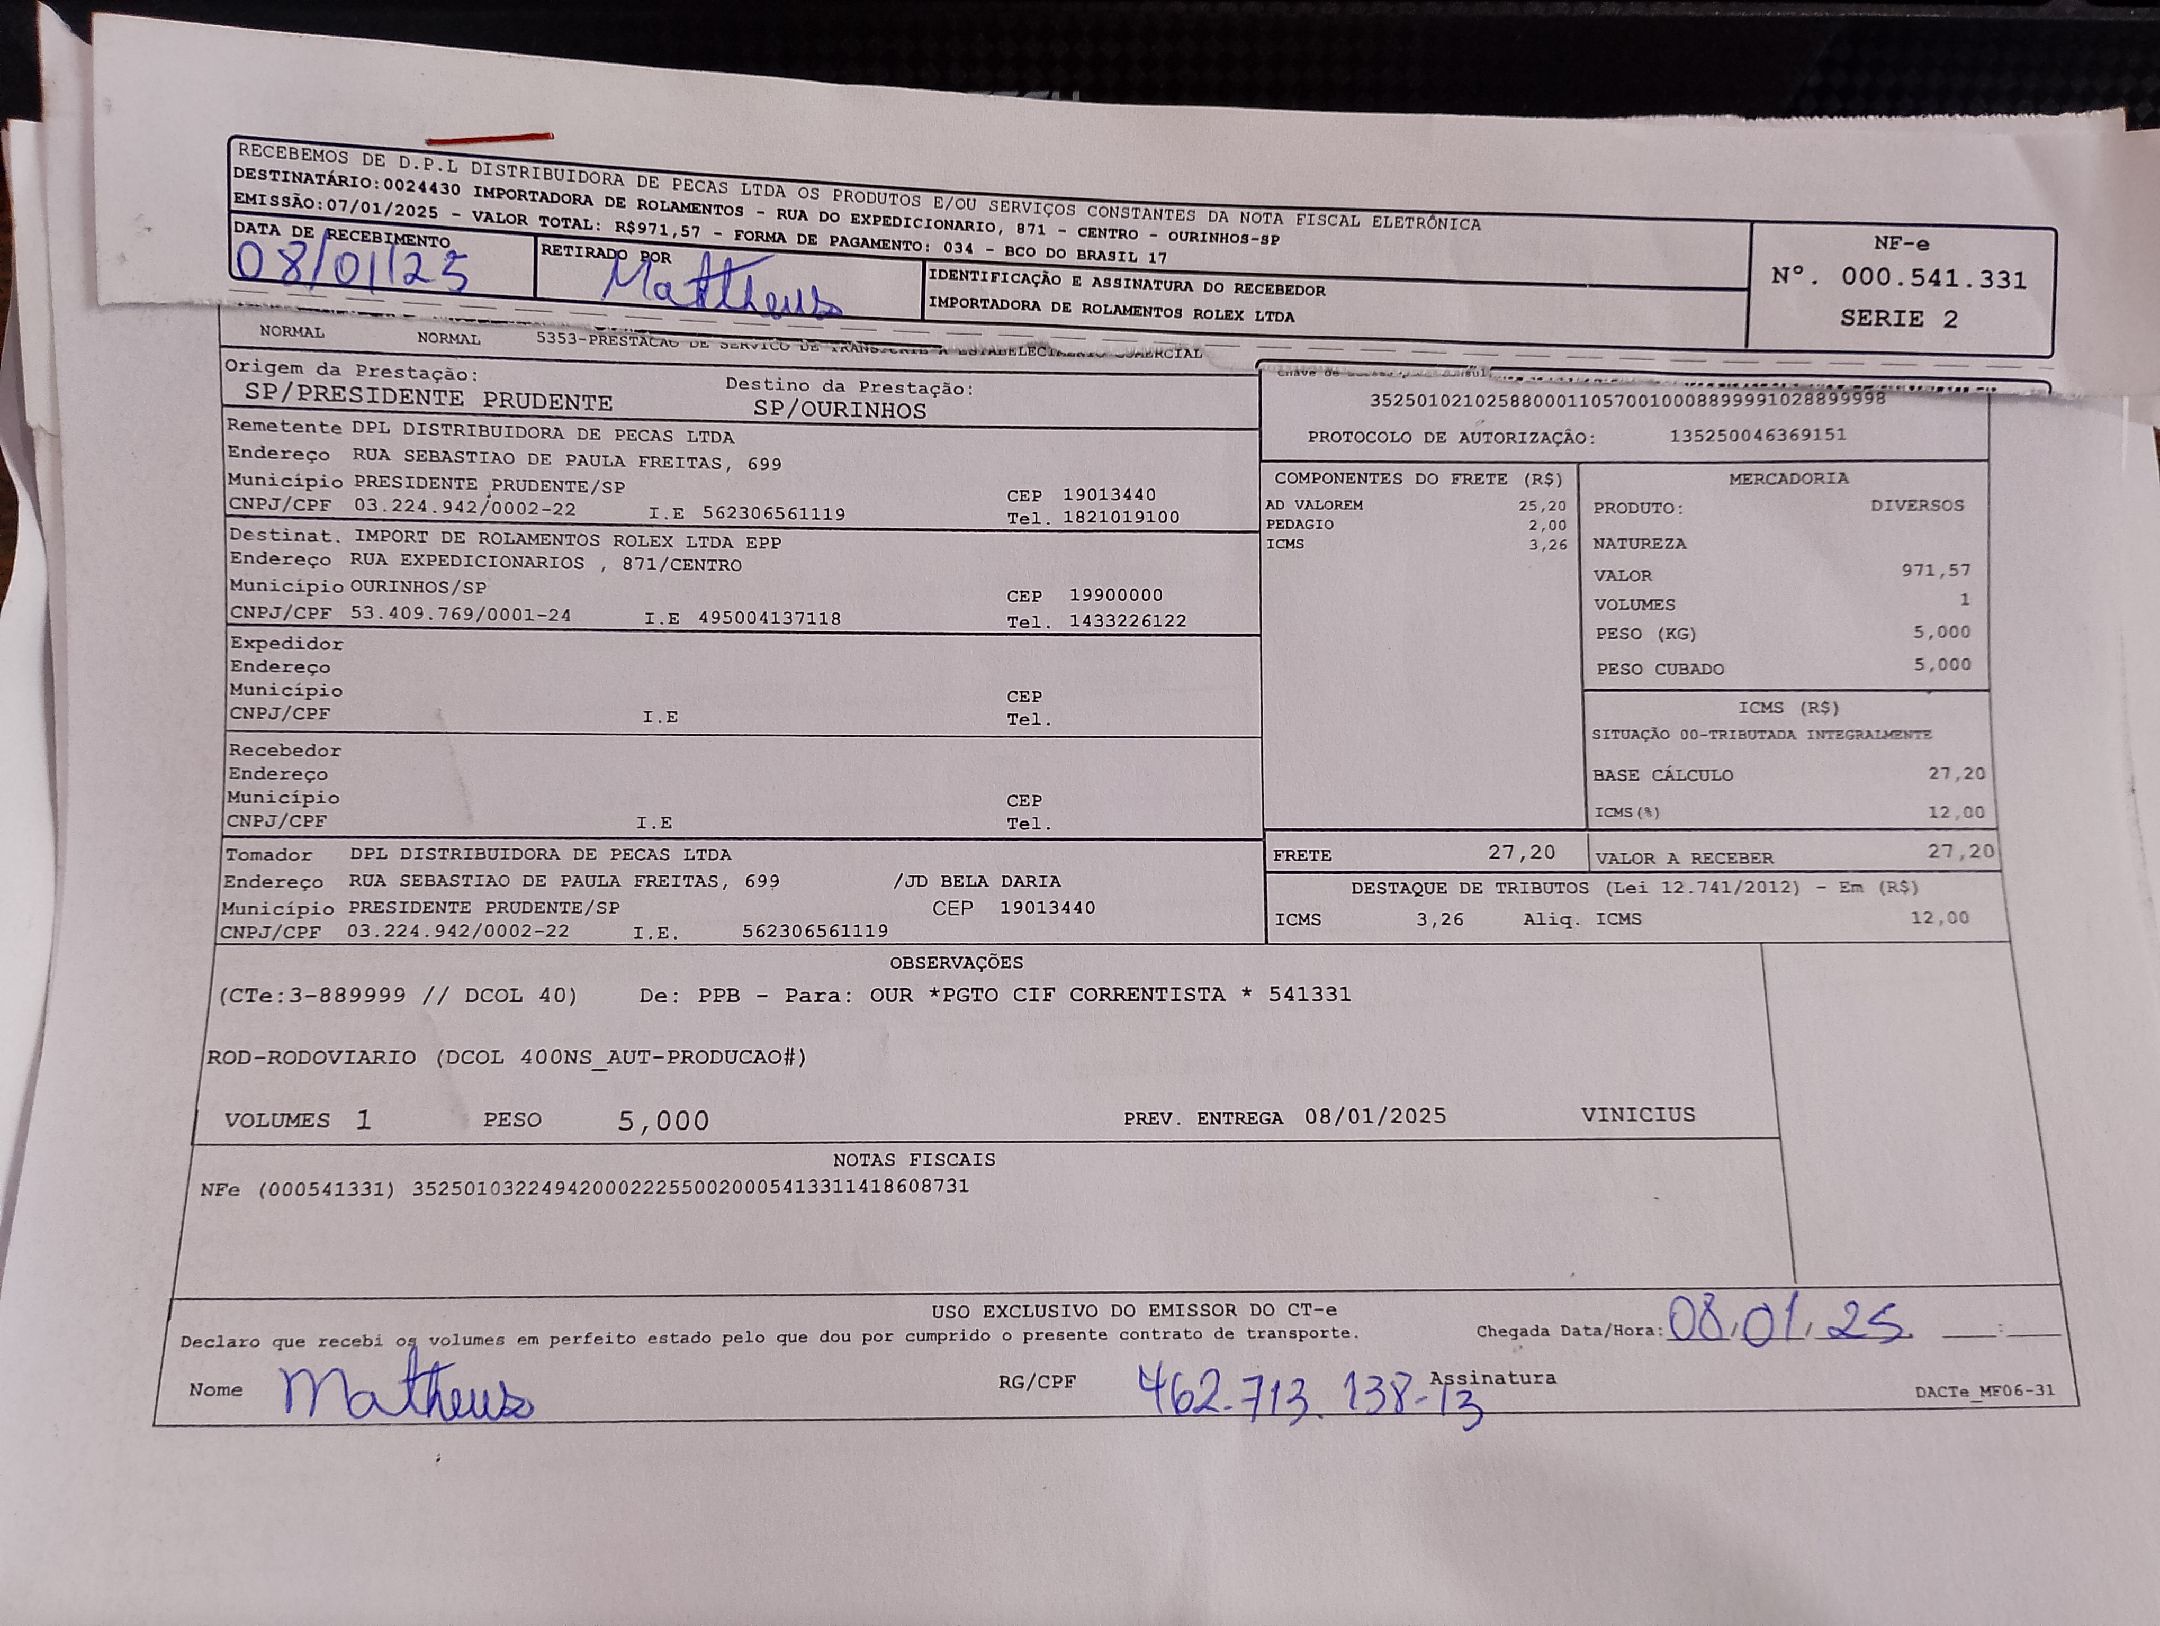 RECEBEMOS DE D.P.L DISTRIBUIDORA DE PECAS LTDA OS PRODUTOS E/OU SERVIÇOS CONSTANTES DA NOTA FISCAL ELETRÔNICA
DESTINATÁRIO:0024430 IMPORTADORA DE ROLAMENTOS - RUA DO EXPEDICIONARIO, 871 - CENTRO - OURINHOS-SP
EMISSÃO:07/01/2025 - VALOR TOTAL: R$971,57 - FORMA DE PAGAMENTO: 034 - BCO DO BRASIL 17
NF-e
Nº. 000.541.331
SERIE 2
DATA DE RECEBIMENTO
08/01/25
RETIRADO POR
Mattheus
IDENTIFICAÇÃO E ASSINATURA DO RECEBEDOR
IMPORTADORA DE ROLAMENTOS ROLEX LTDA
NORMAL NORMAL 5353-PRESTACAO DE SERVICO DE COMERCIAL
Origem da Prestação: Destino da Prestação:
SP/PRESIDENTE PRUDENTE SP/OURINHOS
Remetente DPL DISTRIBUIDORA DE PECAS LTDA
Endereço RUA SEBASTIAO DE PAULA FREITAS, 699
Município PRESIDENTE PRUDENTE/SP CEP 19013440
CNPJ/CPF 03.224.942/0002-22 I.E 562306561119 Tel. 1821019100
Destinat. IMPORT DE ROLAMENTOS ROLEX LTDA EPP
Endereço RUA EXPEDICIONARIOS , 871/CENTRO
Município OURINHOS/SP CEP 19900000
CNPJ/CPF 53.409.769/0001-24 I.E 495004137118 Tel. 1433226122
Expedidor
Endereço
Município CEP
CNPJ/CPF I.E Tel.
Recebedor
Endereço
Município CEP
CNPJ/CPF I.E Tel.
Tomador DPL DISTRIBUIDORA DE PECAS LTDA
Endereço RUA SEBASTIAO DE PAULA FREITAS, 699 /JD BELA DARIA
Município PRESIDENTE PRUDENTE/SP CEP 19013440
CNPJ/CPF 03.224.942/0002-22 I.E. 562306561119
35250102102588000110570010008899991028899998
PROTOCOLO DE AUTORIZAÇÃO: 135250046369151
COMPONENTES DO FRETE (R$)
AD VALOREM 25,20
PEDAGIO 2,00
ICMS 3,26
MERCADORIA
PRODUTO: DIVERSOS
NATUREZA
VALOR 971,57
VOLUMES 1
PESO (KG) 5,000
PESO CUBADO 5,000
ICMS (R$)
SITUAÇÃO 00-TRIBUTADA INTEGRALMENTE
BASE CÁLCULO 27,20
ICMS(%) 12,00
FRETE 27,20 VALOR A RECEBER 27,20
DESTAQUE DE TRIBUTOS (Lei 12.741/2012) - Em (R$)
ICMS 3,26 Aliq. ICMS 12,00
OBSERVAÇÕES
(CTe:3-889999 // DCOL 40) De: PPB - Para: OUR *PGTO CIF CORRENTISTA * 541331
ROD-RODOVIARIO (DCOL 400NS_AUT-PRODUCAO#)
VOLUMES 1 PESO 5,000 PREV. ENTREGA 08/01/2025 VINICIUS
NOTAS FISCAIS
NFe (000541331) 35250103224942000222550020005413311418608731
USO EXCLUSIVO DO EMISSOR DO CT-e
Declaro que recebi os volumes em perfeito estado pelo que dou por cumprido o presente contrato de transporte. Chegada Data/Hora: 08,01,25 :
Nome Matheus RG/CPF 462.713.138-13 Assinatura
DACTe_MF06-31